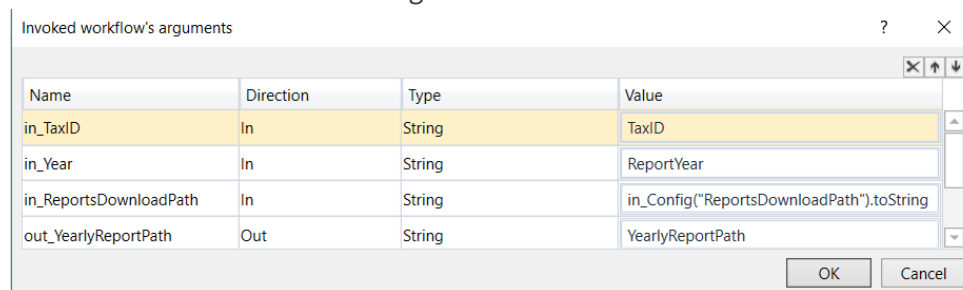 Invoked workflow's arguments ? ×
Name Direction Type Value
in_TaxID In String TaxID
in_Year In String ReportYear
in_ReportsDownloadPath In String in_Config("ReportsDownloadPath").toString
out_YearlyReportPath Out String YearlyReportPath
OK Cancel